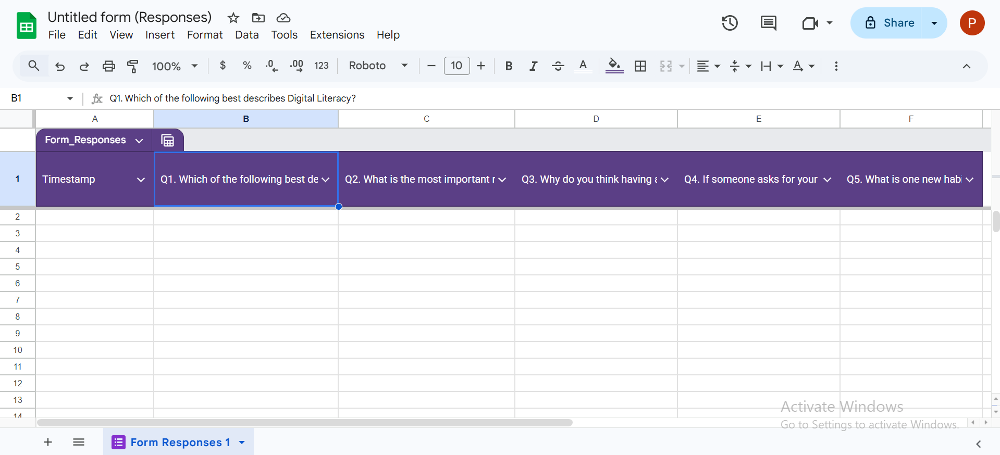 Untitled form (Responses)
File Edit View Insert Format Data Tools Extensions Help
Share
P
100% $ % .0 .00 123 Roboto 10 B I S A A
B1 fx Q1. Which of the following best describes Digital Literacy?
A B C D E F
Form_Responses
1 Timestamp Q1. Which of the following best de Q2. What is the most important Q3. Why do you think having Q4. If someone asks for your Q5. What is one new hab
2
3
4
5
6
7
8
9
10
11
12
13
14
Activate Windows
Go to Settings to activate Windows.
Form Responses 1